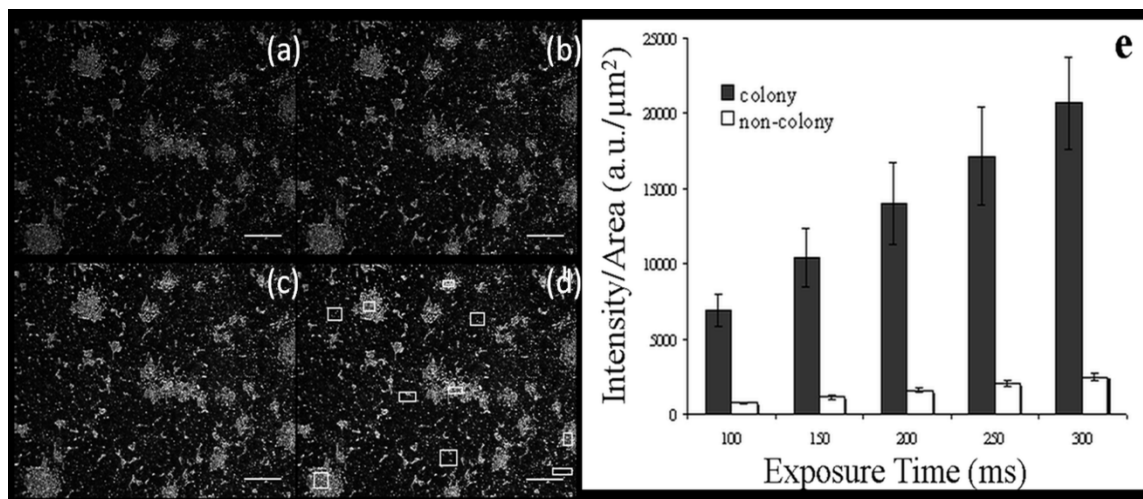 (a)
(b)
(c)
(d)
e
Intensity/Area (a.u./µm²)
25000
20000
15000
10000
5000
0
colony
non-colony
100 150 200 250 300
Exposure Time (ms)